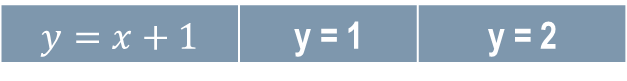 y = x + 1 y = 1 y = 2